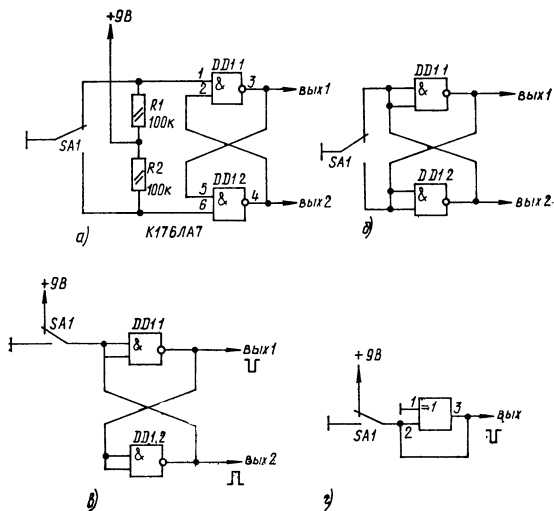 +9В
DD1 1
1
2
&
3
ВЫХ1
R1
100к
SA1
R2
100к
DD1 2
5
6
&
4
ВЫХ2
а)
К176ЛА7
DD1 1
&
ВЫХ1
SA1
DD1 2
&
ВЫХ2
б)
+9В
SA1
DD1 1
&
ВЫХ1
DD1.2
&
ВЫХ2
в)
+9В
1
=1
3
ВЫХ
2
SA1
г)